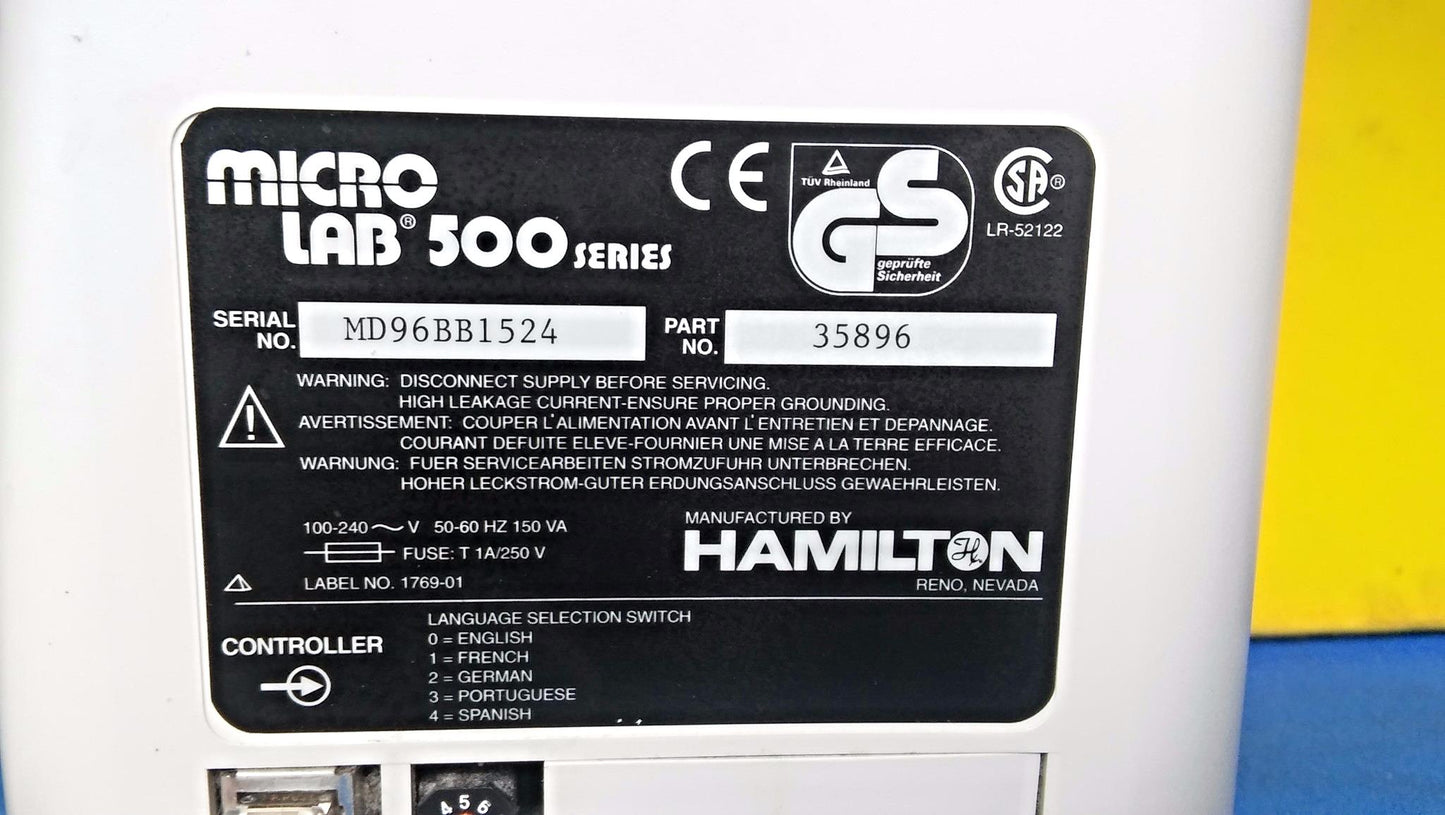 MICRO
LAB® 500 SERIES
CE
TÜV Rheinland
GS
geprüfte
Sicherheit
SA®
LR-52122
SERIAL NO. MD96BB1524
PART NO. 35896
WARNING: DISCONNECT SUPPLY BEFORE SERVICING.
HIGH LEAKAGE CURRENT-ENSURE PROPER GROUNDING.
AVERTISSEMENT: COUPER L'ALIMENTATION AVANT L'ENTRETIEN ET DEPANNAGE.
COURANT DEFUITE ELEVE-FOURNIER UNE MISE A LA TERRE EFFICACE.
WARNUNG: FUER SERVICEARBEITEN STROMZUFUHR UNTERBRECHEN.
HOHER LECKSTROM-GUTER ERDUNGSANSCHLUSS GEWAEHRLEISTEN.
100-240 ~ V 50-60 HZ 150 VA
FUSE: T 1A/250 V
LABEL NO. 1769-01
MANUFACTURED BY
HAMILTON
RENO, NEVADA
CONTROLLER
LANGUAGE SELECTION SWITCH
0 = ENGLISH
1 = FRENCH
2 = GERMAN
3 = PORTUGUESE
4 = SPANISH
4 5 6